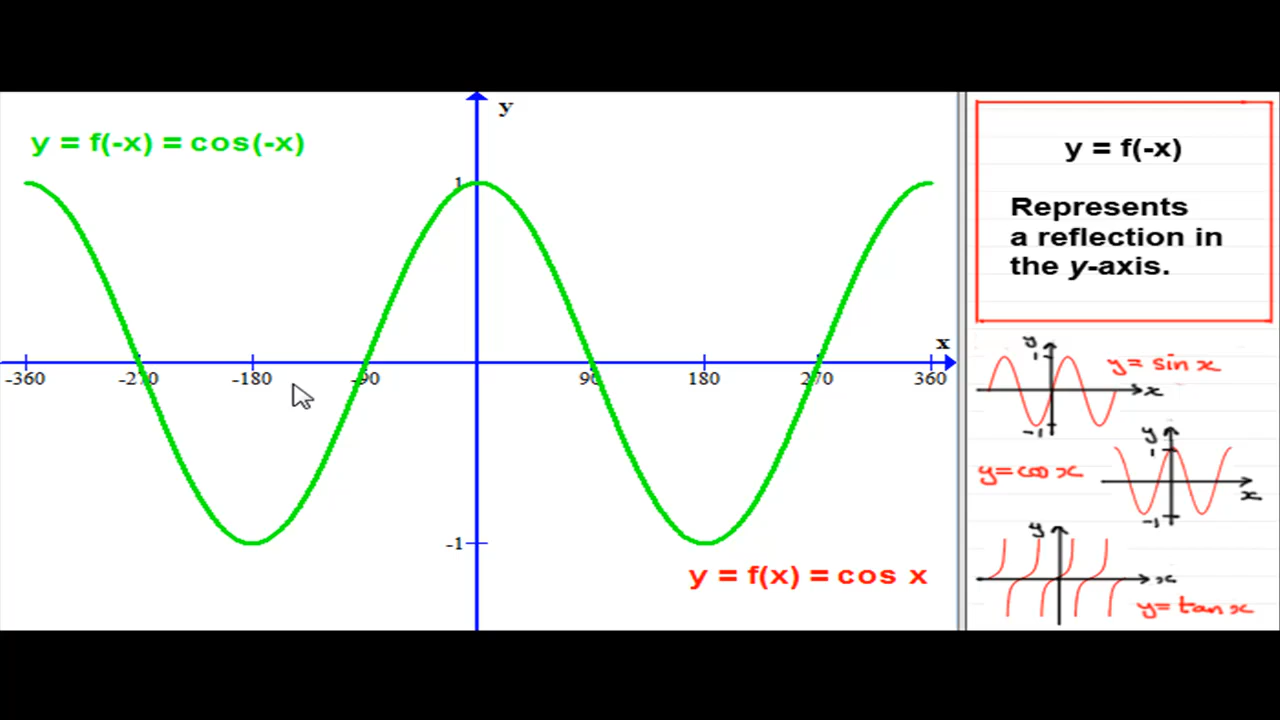 y
y = f(-x) = cos(-x)
1
x
-360 -270 -180 -90 90 180 270 360
-1
y = f(x) = cos x
y = f(-x)
Represents
a reflection in
the y-axis.
y
1
y = sin x
x
-1
y
1
y = cos x
x
-1
y
x
y = tan x